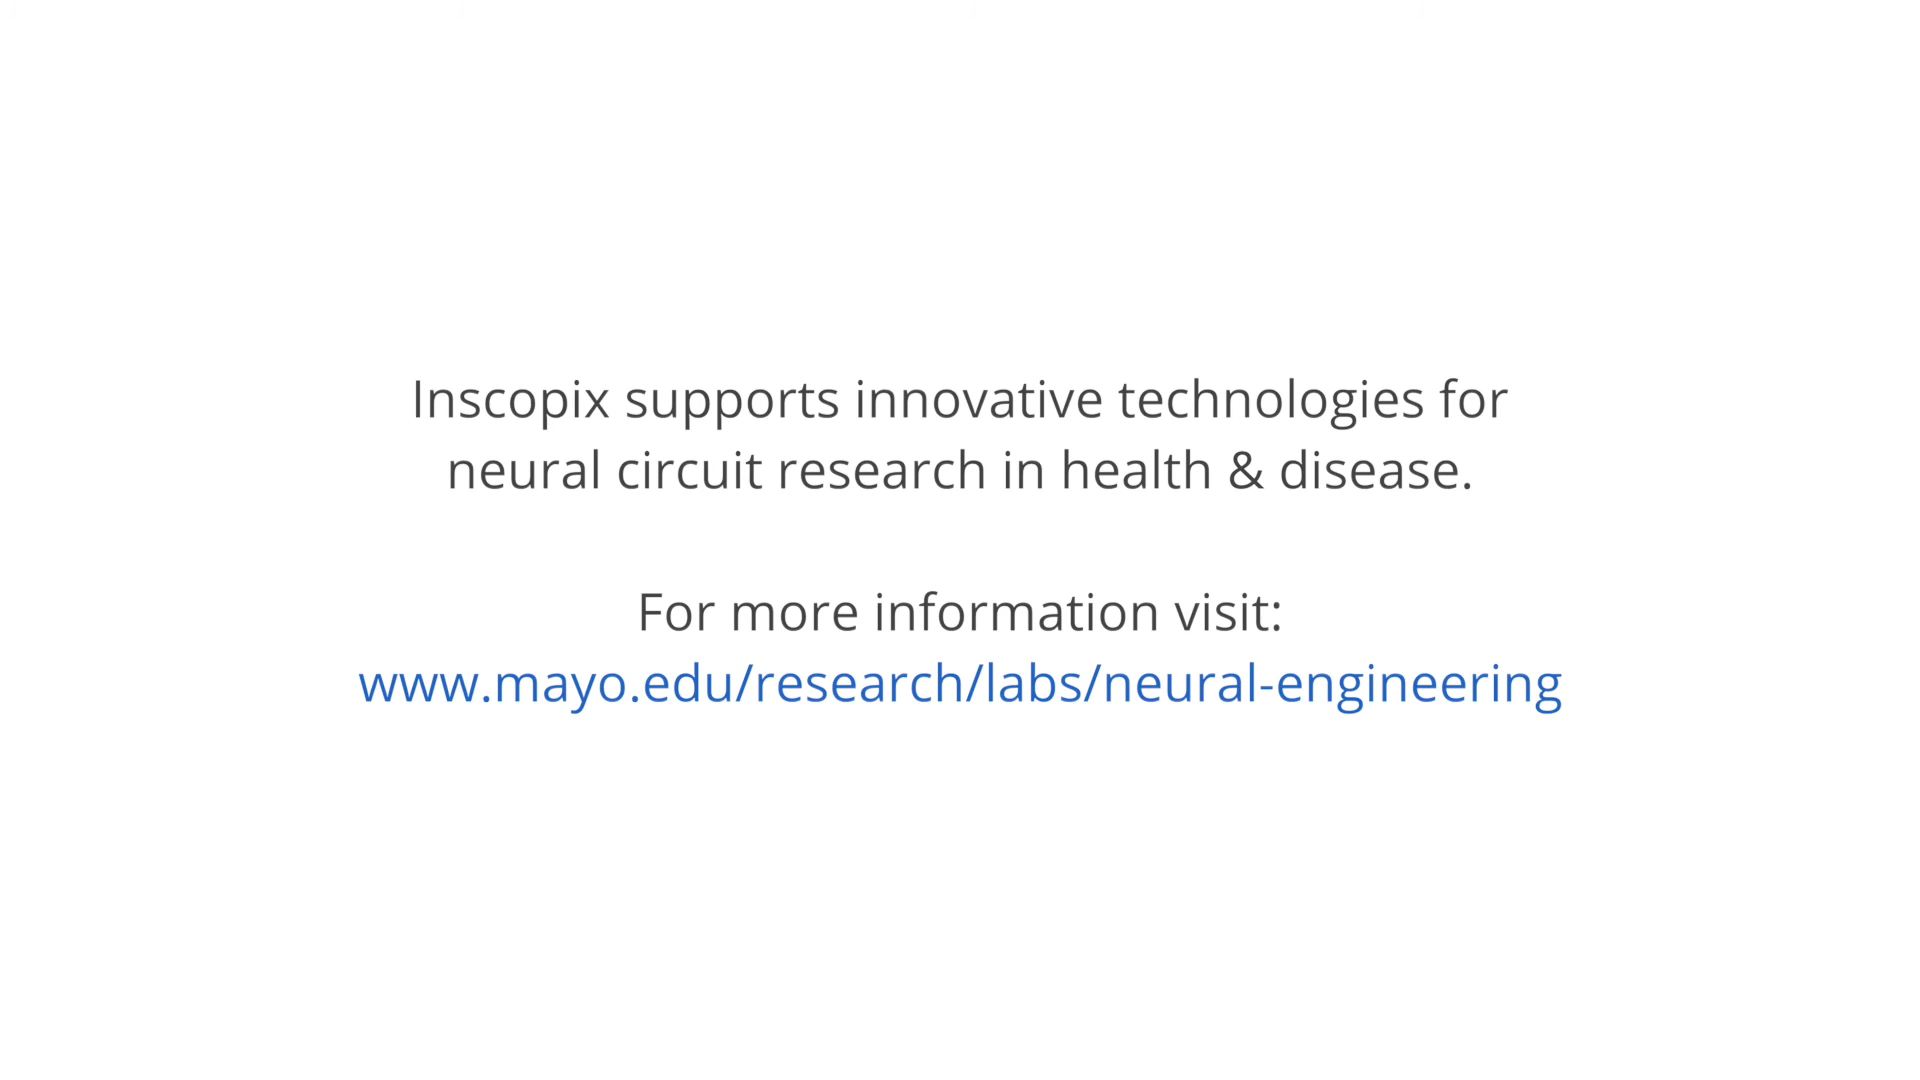 Inscopix supports innovative technologies for
neural circuit research in health & disease.
For more information visit:
www.mayo.edu/research/labs/neural-engineering